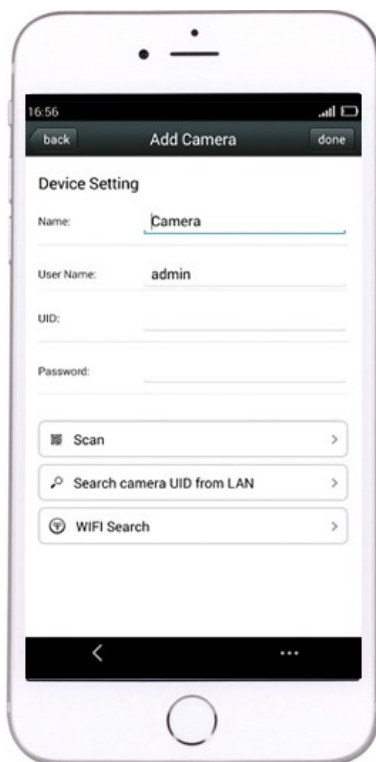 16:56
back Add Camera done
Device Setting
Name: Camera
User Name: admin
UID:
Password:
Scan
Search camera UID from LAN
WIFI Search